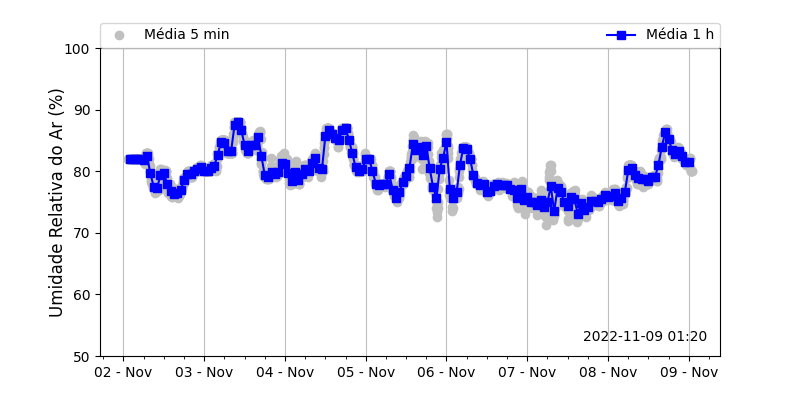 Média 5 min
Média 1 h
Umidade Relativa do Ar (%)
100
90
80
70
60
50
2022-11-09 01:20
02 - Nov
03 - Nov
04 - Nov
05 - Nov
06 - Nov
07 - Nov
08 - Nov
09 - Nov